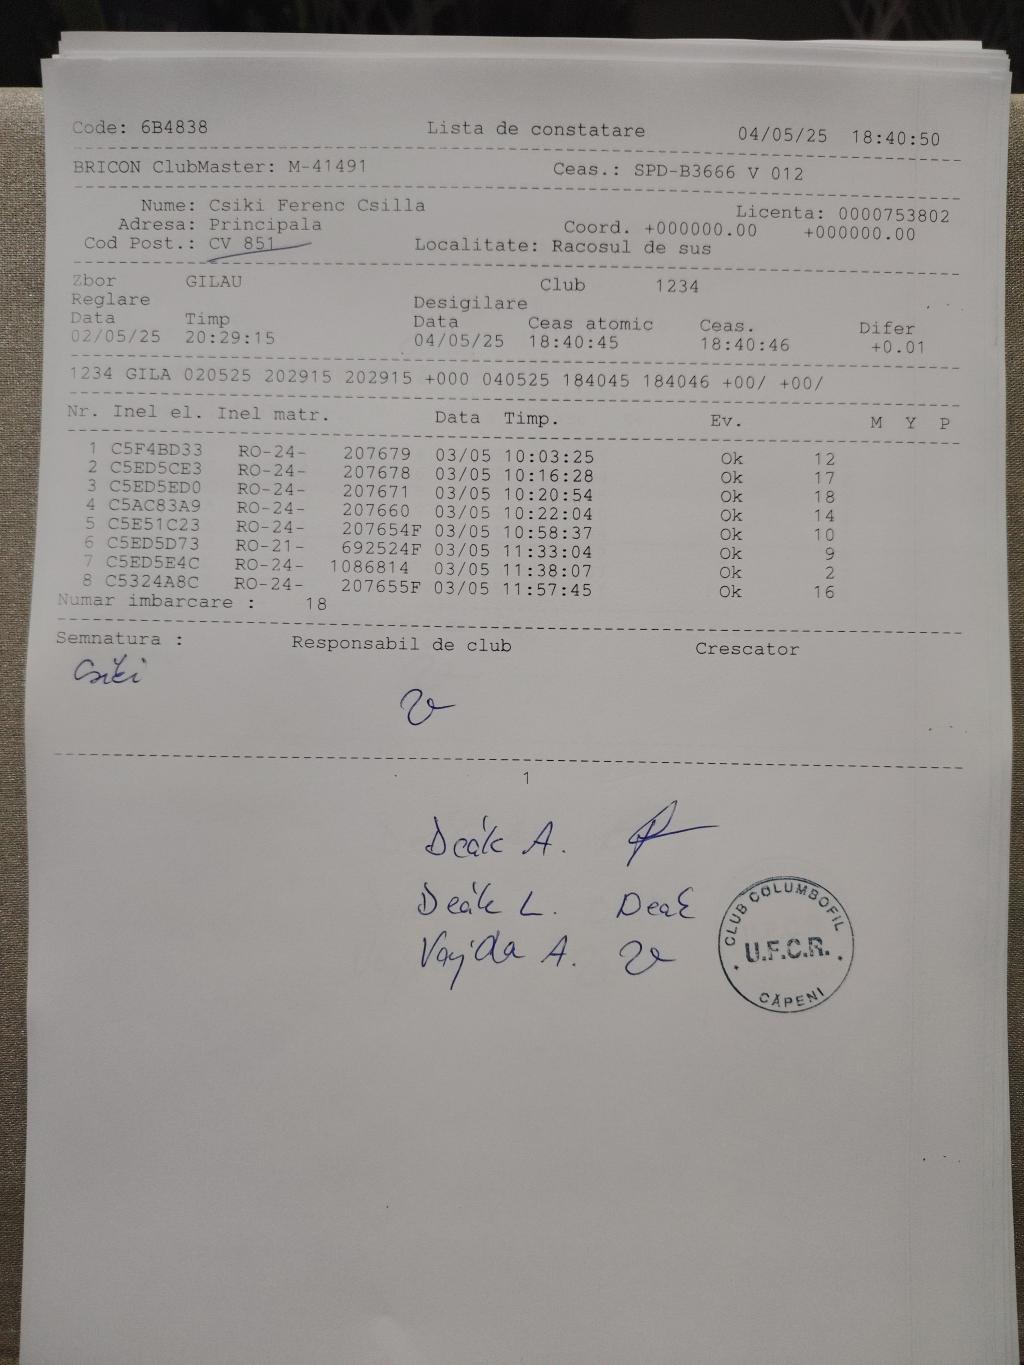 Code: 6B4838 Lista de constatare 04/05/25 18:40:50
BRICON ClubMaster: M-41491 Ceas.: SPD-B3666 V 012
Nume: Csiki Ferenc Csilla Licenta: 0000753802
Adresa: Principala Coord. +000000.00 +000000.00
Cod Post.: CV 851 Localitate: Racosul de sus
Zbor GILAU Club 1234
Reglare Desigilare
Data Timp Data Ceas atomic Ceas. Difer
02/05/25 20:29:15 04/05/25 18:40:45 18:40:46 +0.01
1234 GILA 020525 202915 202915 +000 040525 184045 184046 +00/ +00/
Nr. Inel el. Inel matr. Data Timp. Ev. M Y P
1 C5F4BD33 RO-24- 207679 03/05 10:03:25 Ok 12
2 C5ED5CE3 RO-24- 207678 03/05 10:16:28 Ok 17
3 C5ED5ED0 RO-24- 207671 03/05 10:20:54 Ok 18
4 C5AC83A9 RO-24- 207660 03/05 10:22:04 Ok 14
5 C5E51C23 RO-24- 207654F 03/05 10:58:37 Ok 10
6 C5ED5D73 RO-21- 692524F 03/05 11:33:04 Ok 9
7 C5ED5E4C RO-24- 1086814 03/05 11:38:07 Ok 2
8 C5324A8C RO-24- 207655F 03/05 11:57:45 Ok 16
Numar imbarcare : 18
Semnatura : Responsabil de club Crescator
Csiki
1
Deák A.
Deák L. Deak
Vajda A.
CLUB COLUMBOFIL
U.F.C.R.
CĂPENI